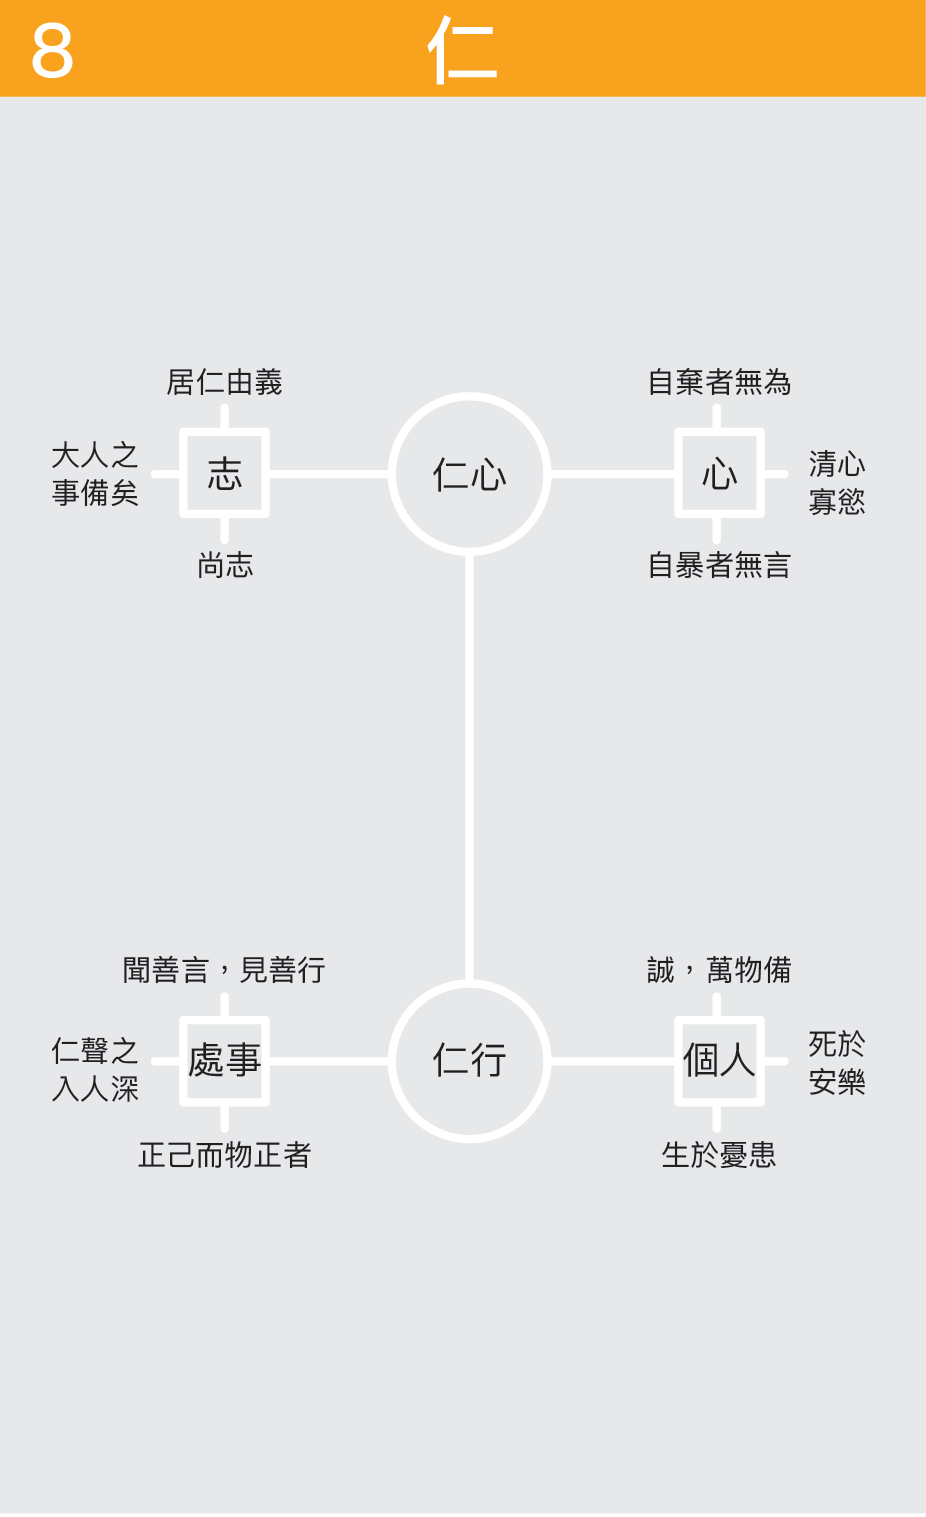 8
仁
居仁由義
大人之
事備矣
志
尚志
仁心
自棄者無為
心
清心
寡慾
自暴者無言
聞善言，見善行
仁聲之
入人深
處事
正己而物正者
仁行
誠，萬物備
個人
死於
安樂
生於憂患